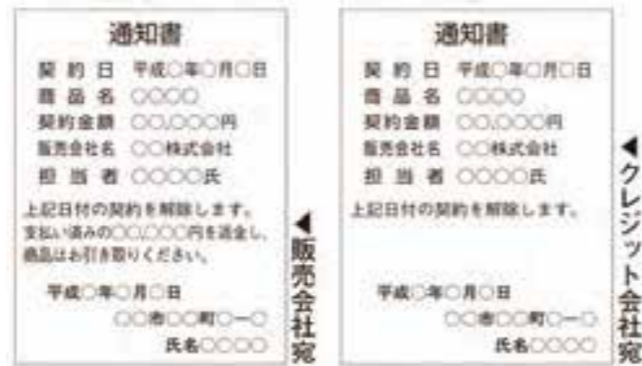 通知書
契約日 平成○年○月○日
商品名 ○○○○
契約金額 ○○,○○○円
販売会社名 ○○株式会社
担当者 ○○○○氏
上記日付の契約を解除します。
支払い済みの○○,○○○円を返金し、
商品はお引き取りください。
平成○年○月○日
○○市○○町○ー○
氏名○○○○
◀販売会社宛
通知書
契約日 平成○年○月○日
商品名 ○○○○
契約金額 ○○,○○○円
販売会社名 ○○株式会社
担当者 ○○○○氏
上記日付の契約を解除します。
平成○年○月○日
○○市○○町○ー○
氏名○○○○
◀クレジット会社宛